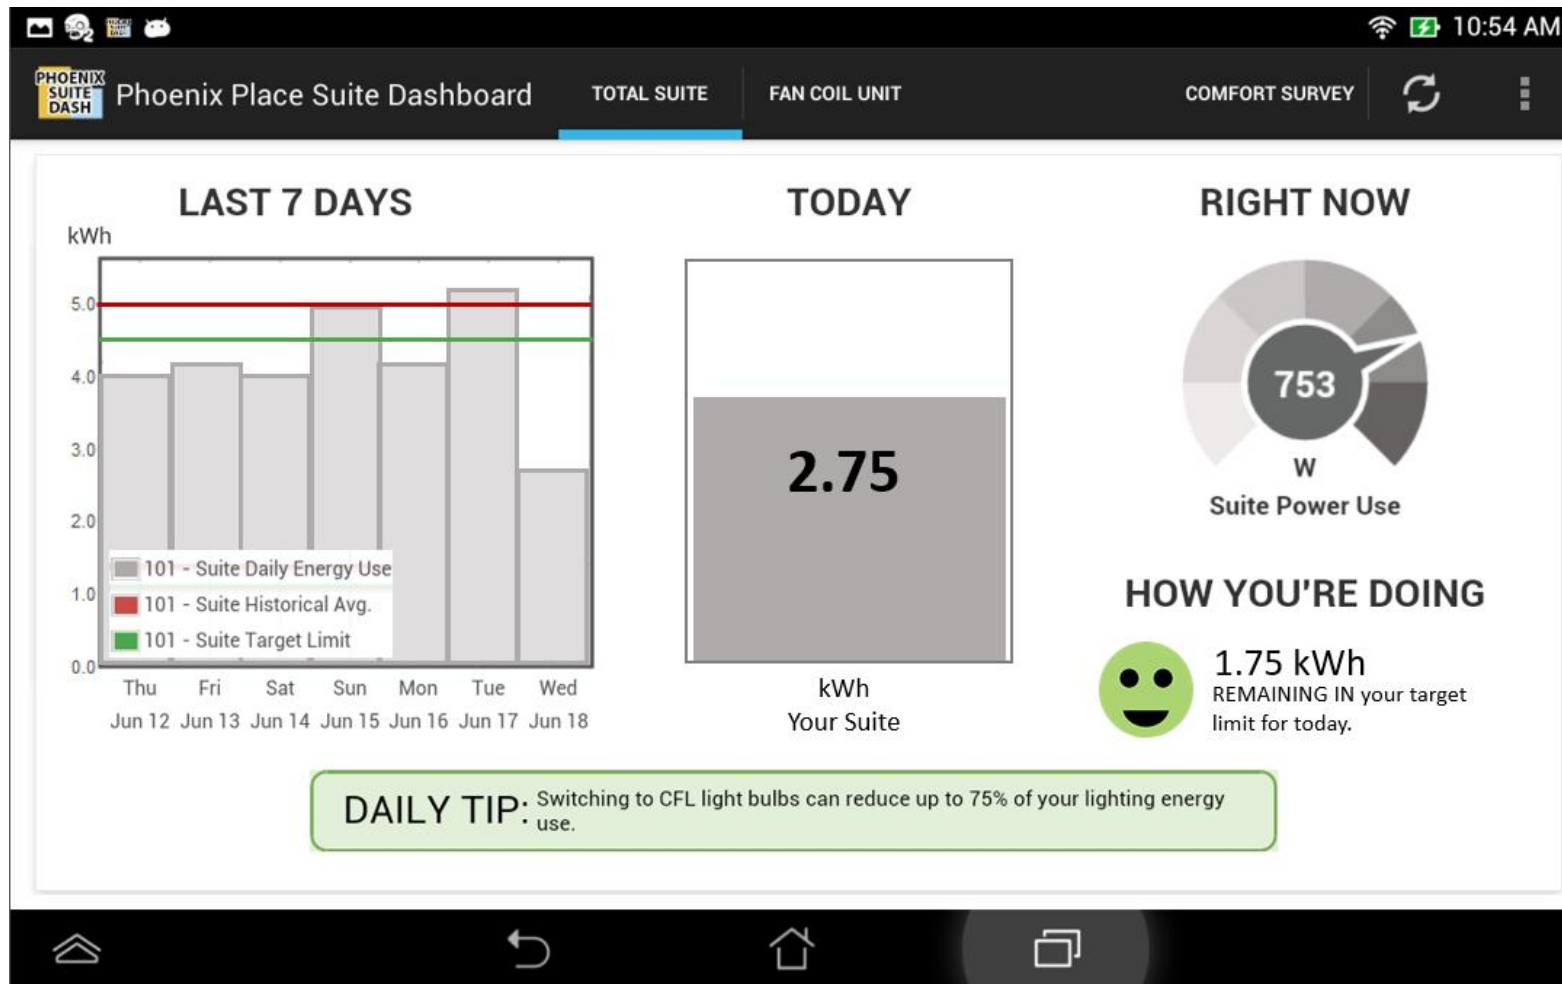 10:54 AM
PHOENIX
SUITE
DASH
Phoenix Place Suite Dashboard
TOTAL SUITE
FAN COIL UNIT
COMFORT SURVEY
LAST 7 DAYS
kWh
5.0
4.0
3.0
2.0
1.0
0.0
101 - Suite Daily Energy Use
101 - Suite Historical Avg.
101 - Suite Target Limit
Thu Fri Sat Sun Mon Tue Wed
Jun 12 Jun 13 Jun 14 Jun 15 Jun 16 Jun 17 Jun 18
TODAY
2.75
kWh
Your Suite
RIGHT NOW
753
W
Suite Power Use
HOW YOU'RE DOING
1.75 kWh
REMAINING IN your target
limit for today.
DAILY TIP: Switching to CFL light bulbs can reduce up to 75% of your lighting energy
use.